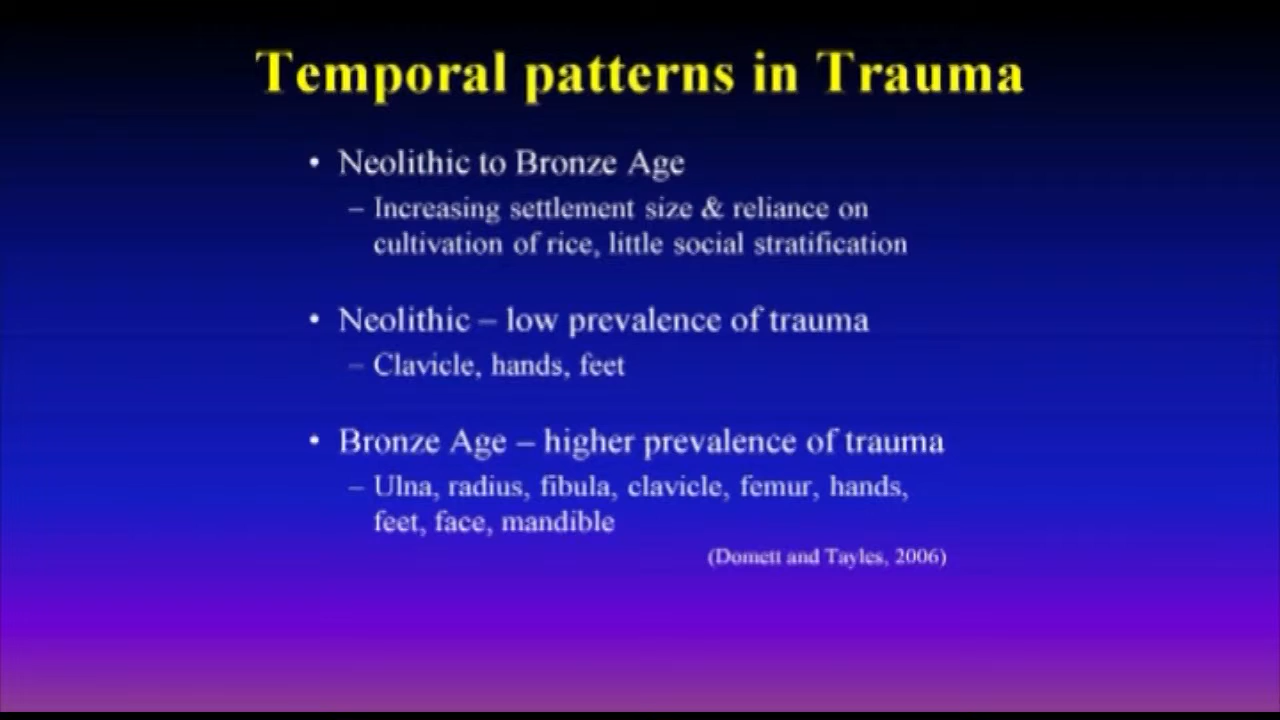 Temporal patterns in Trauma
• Neolithic to Bronze Age
– Increasing settlement size & reliance on
cultivation of rice, little social stratification
• Neolithic – low prevalence of trauma
– Clavicle, hands, feet
• Bronze Age – higher prevalence of trauma
– Ulna, radius, fibula, clavicle, femur, hands,
feet, face, mandible
(Domett and Tayles, 2006)